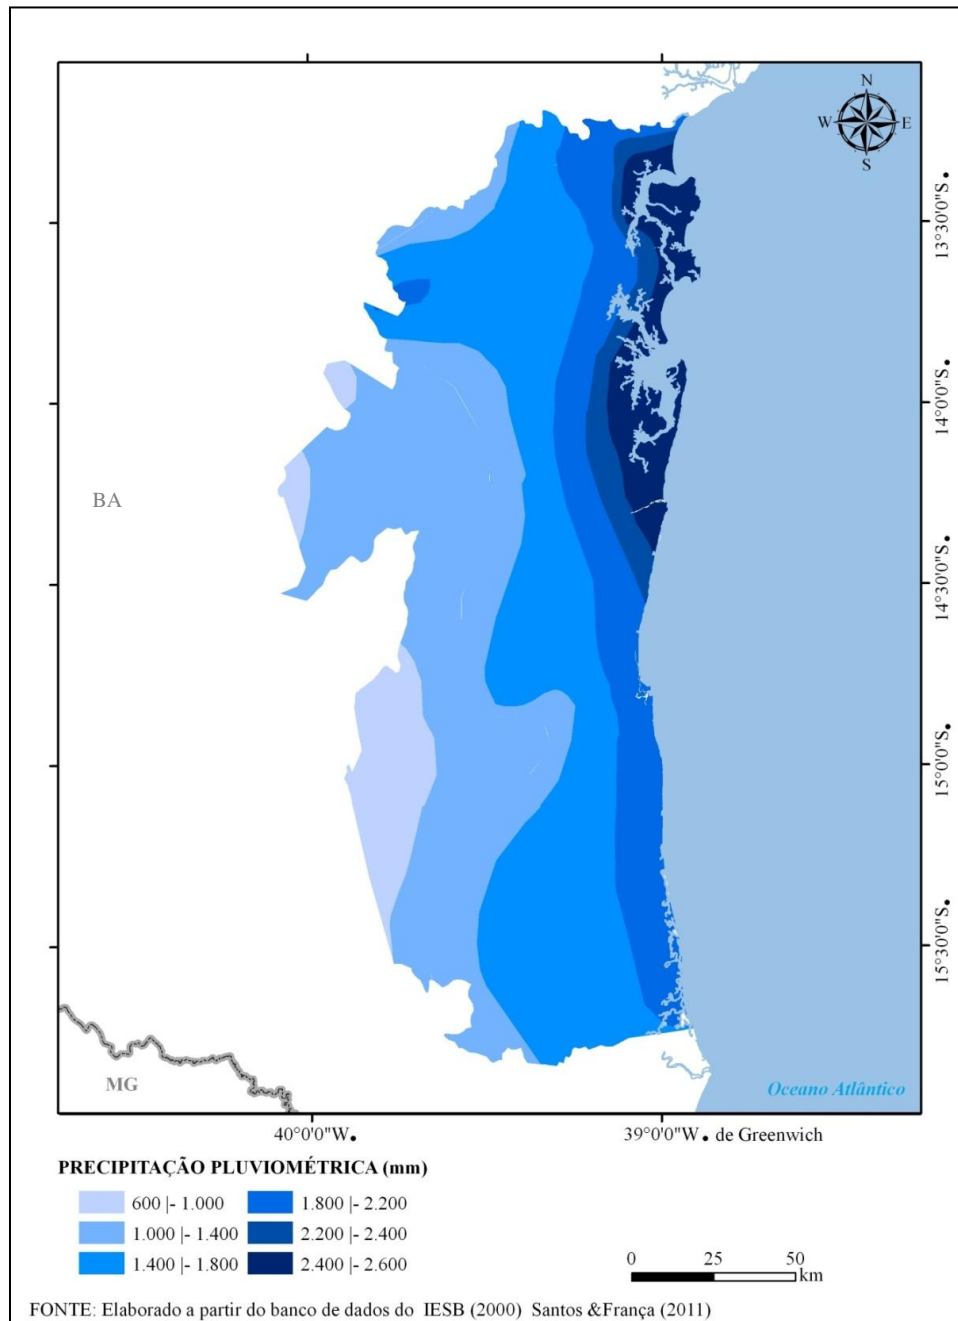 N
W E
S
13°30'0"S.
14°0'0"S.
BA
14°30'0"S.
15°0'0"S.
15°30'0"S.
MG
Oceano Atlântico
40°0'0"W. 39°0'0"W. de Greenwich
PRECIPITAÇÃO PLUVIOMÉTRICA (mm)
600 |- 1.000 1.800 |- 2.200
1.000 |- 1.400 2.200 |- 2.400
1.400 |- 1.800 2.400 |- 2.600
0 25 50
km
FONTE: Elaborado a partir do banco de dados do IESB (2000) Santos &França (2011)